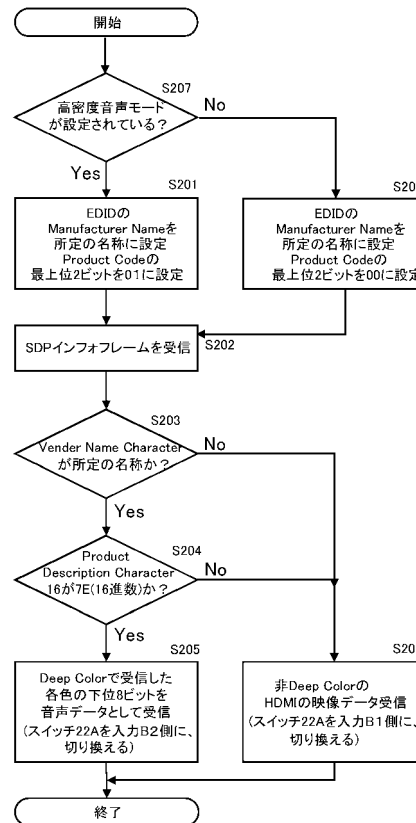 開始
S207
高密度音声モード
が設定されている?
No
Yes
S201
EDIDの
Manufacturer Nameを
所定の名称に設定
Product Codeの
最上位2ビットを01に設定
S20
EDIDの
Manufacturer Nameを
所定の名称に設定
Product Codeの
最上位2ビットを00に設定
SDPインフォフレームを受信
S202
S203
Vender Name Character
が所定の名称か?
No
Yes
S204
Product
Description Character
16が7E(16進数)か?
No
Yes
S205
Deep Colorで受信した
各色の下位8ビットを
音声データとして受信
(スイッチ22Aを入力B2側に、
切り換える)
S20
非Deep Colorの
HDMIの映像データ受信
(スイッチ22Aを入力B1側に、
切り換える)
終了